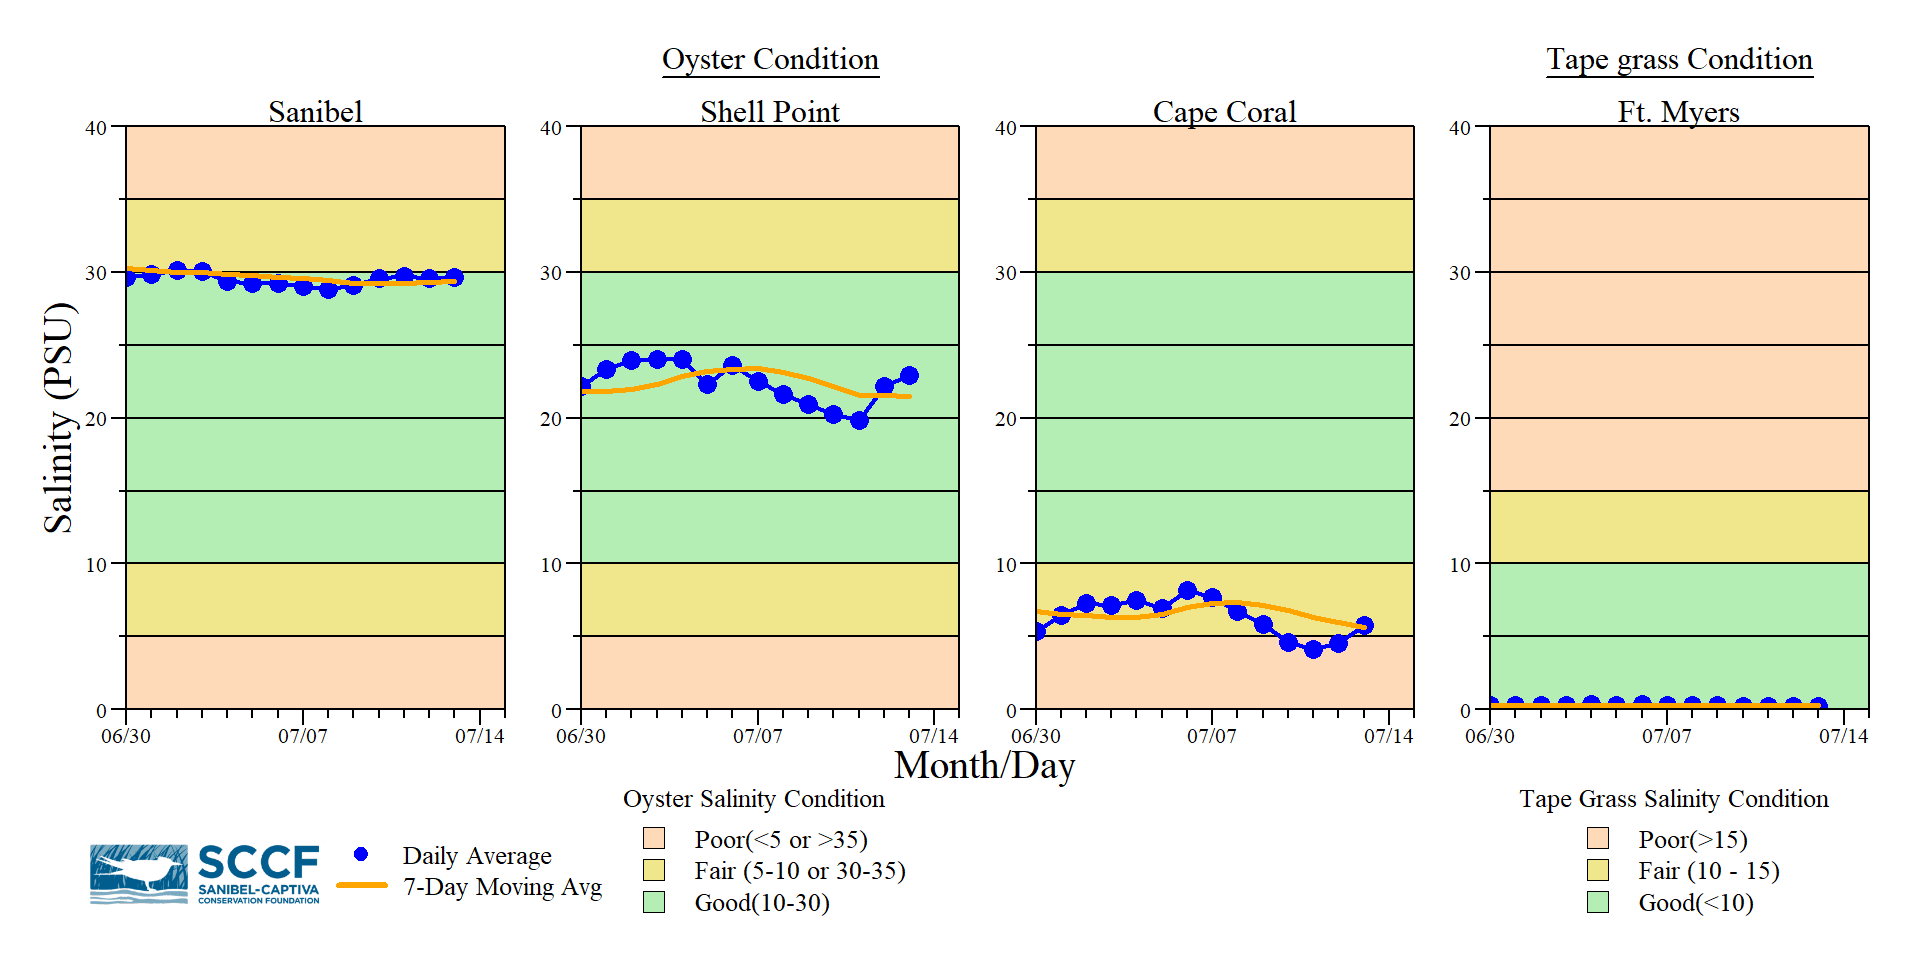 Oyster Condition
Tape grass Condition
Sanibel
Shell Point
Cape Coral
Ft. Myers
Salinity (PSU)
40
30
20
10
0
06/30
07/07
07/14
40
30
20
10
0
06/30
07/07
07/14
40
30
20
10
0
06/30
07/07
07/14
40
30
20
10
0
06/30
07/07
07/14
Month/Day
SCCF
SANIBEL-CAPTIVA
CONSERVATION FOUNDATION
Daily Average
7-Day Moving Avg
Oyster Salinity Condition
Poor(<5 or >35)
Fair (5-10 or 30-35)
Good(10-30)
Tape Grass Salinity Condition
Poor(>15)
Fair (10 - 15)
Good(<10)